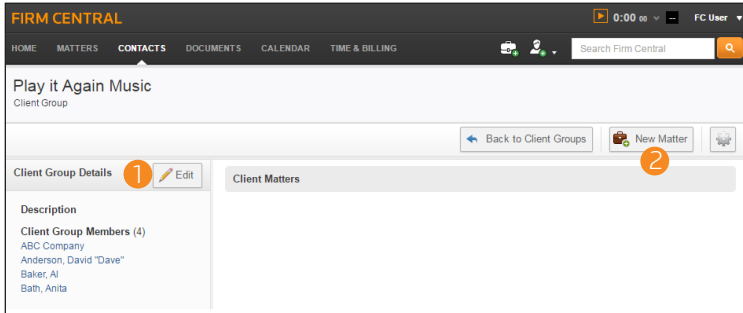 FIRM CENTRAL
0:00 00
FC User
HOME MATTERS CONTACTS DOCUMENTS CALENDAR TIME & BILLING
Search Firm Central
Play it Again Music
Client Group
Back to Client Groups
New Matter
2
Client Group Details
1
Edit
Client Matters
Description
Client Group Members (4)
ABC Company
Anderson, David "Dave"
Baker, Al
Bath, Anita